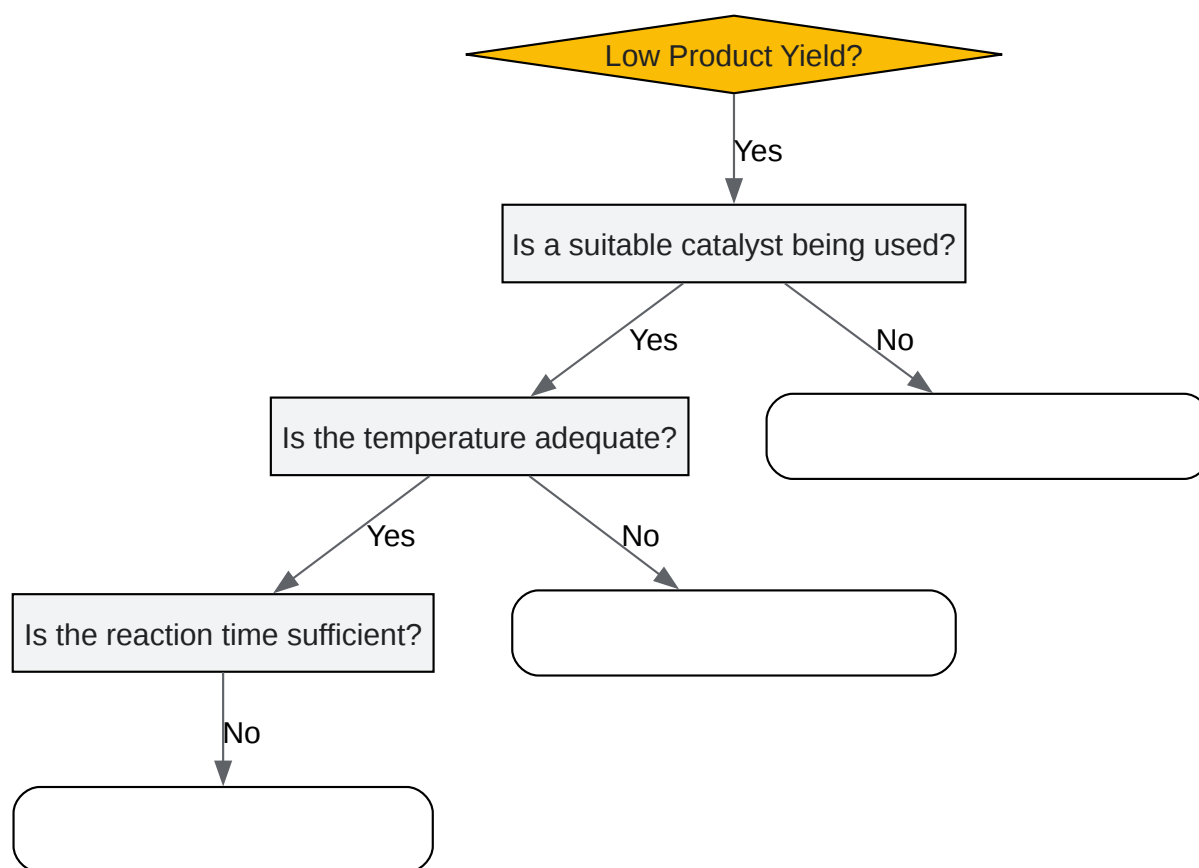 Low Product Yield?
Yes
Is a suitable catalyst being used?
Yes
No
Is the temperature adequate?
Yes
No
Is the reaction time sufficient?
No